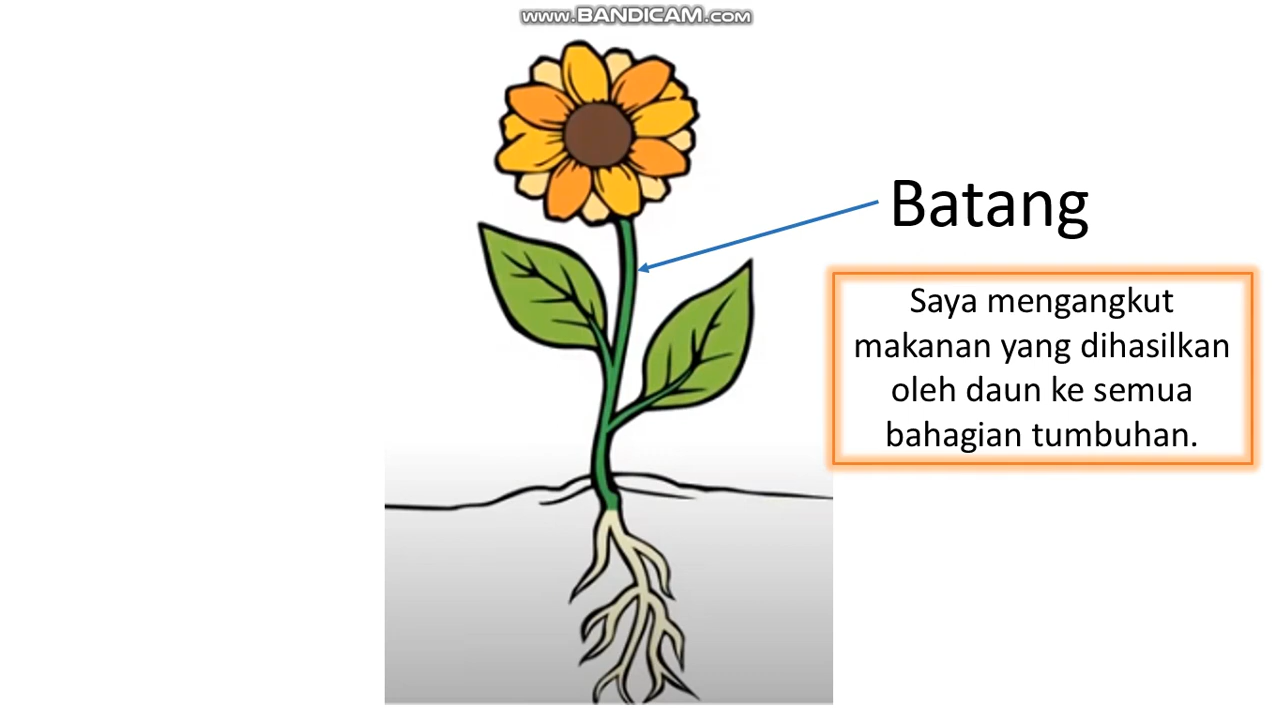 www.BANDICAM.com
Batang
Saya mengangkut
makanan yang dihasilkan
oleh daun ke semua
bahagian tumbuhan.